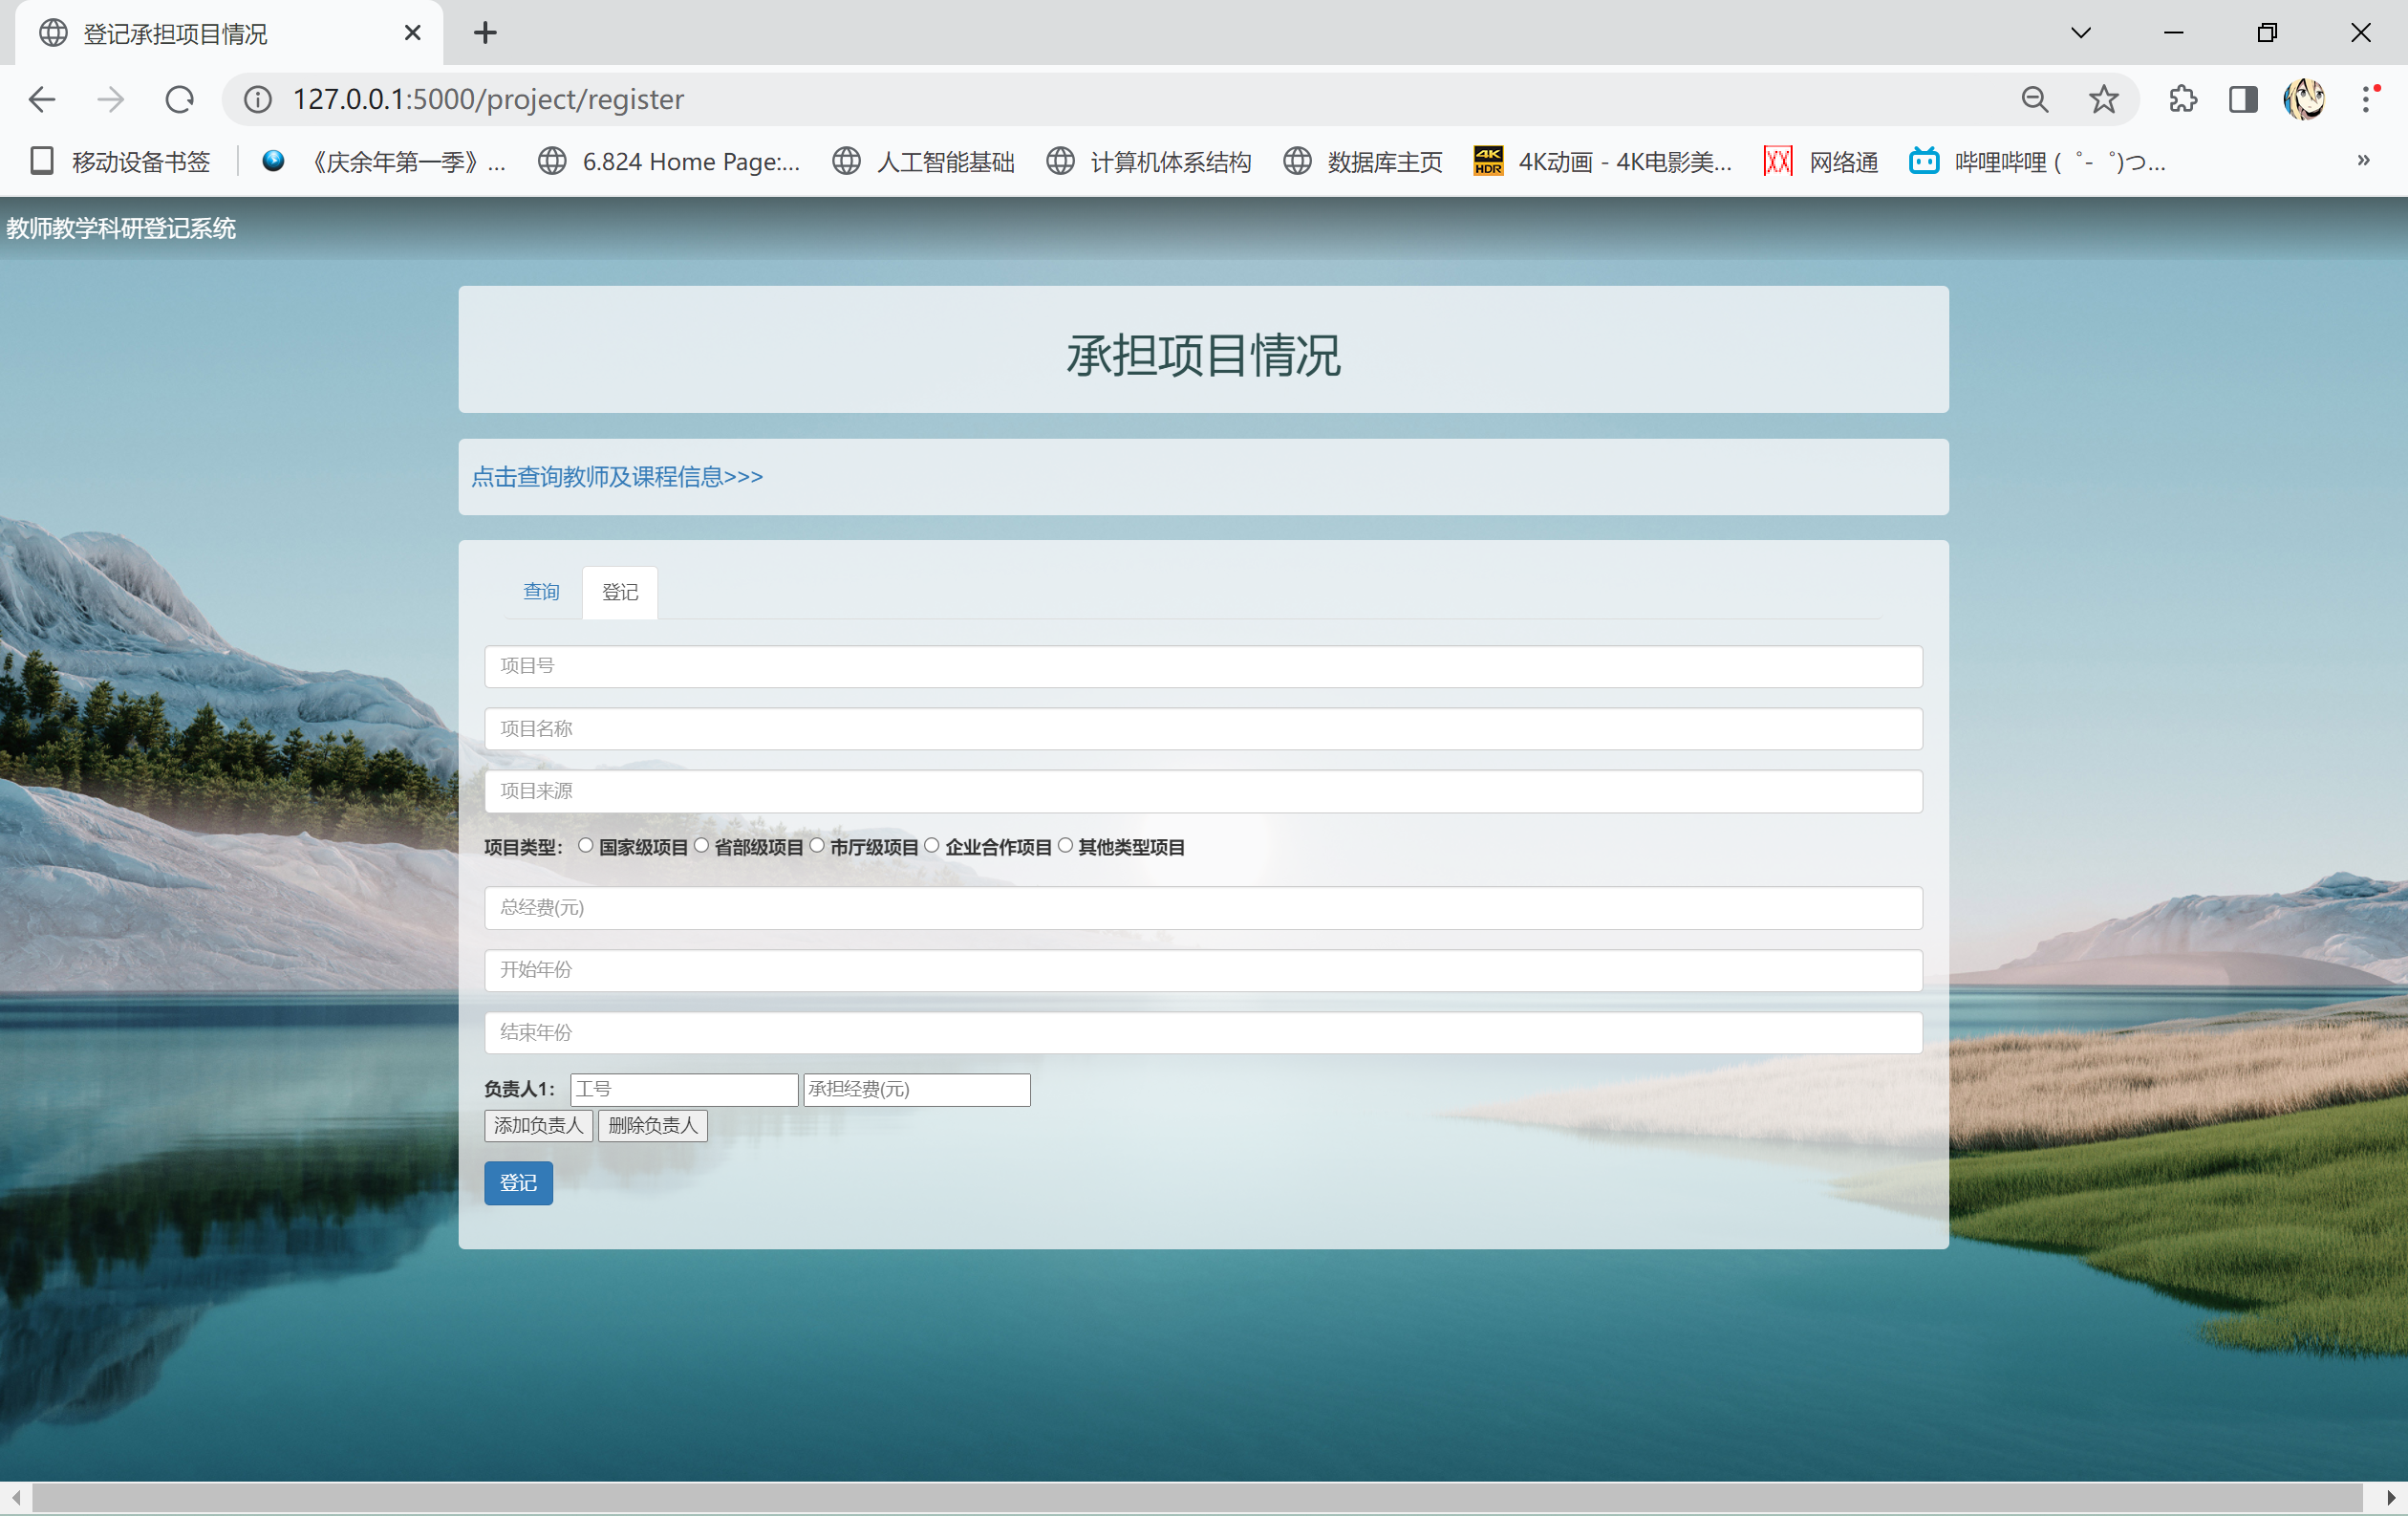 登记承担项目情况
127.0.0.1:5000/project/register
移动设备书签 《庆余年第一季》... 6.824 Home Page:... 人工智能基础 计算机体系结构 数据库主页 4K HDR 4K动画 - 4K电影美... 网络通 哔哩哔哩 (゜-゜)つ... »
教师教学科研登记系统
承担项目情况
点击查询教师及课程信息>>>
查询 登记
项目号
项目名称
项目来源
项目类型： 国家级项目 省部级项目 市厅级项目 企业合作项目 其他类型项目
总经费(元)
开始年份
结束年份
负责人1： 工号 承担经费(元)
添加负责人 删除负责人
登记